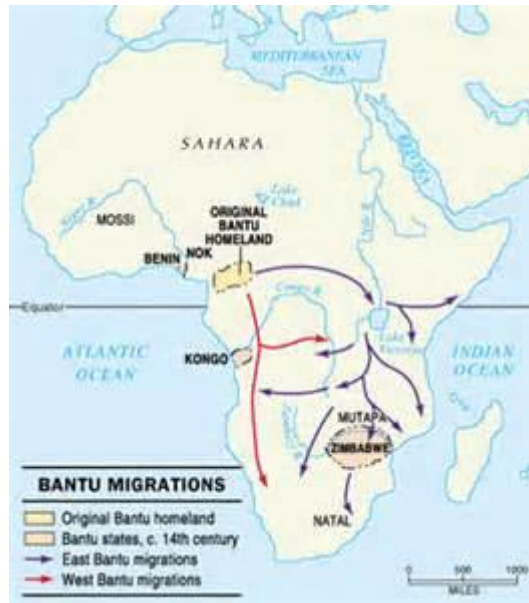 MEDITERRANEAN
SEA
SAHARA
RED SEA
Nile R.
Lake
Chad
Niger R.
MOSSI
ORIGINAL
BANTU
HOMELAND
BENIN
NOK
Equator
Congo R.
Lake
Victoria
ATLANTIC
OCEAN
KONGO
INDIAN
OCEAN
MUTAPA
ZIMBABWE
NATAL
BANTU MIGRATIONS
Original Bantu homeland
Bantu states, c. 14th century
East Bantu migrations
West Bantu migrations
0 500 1000
MILES